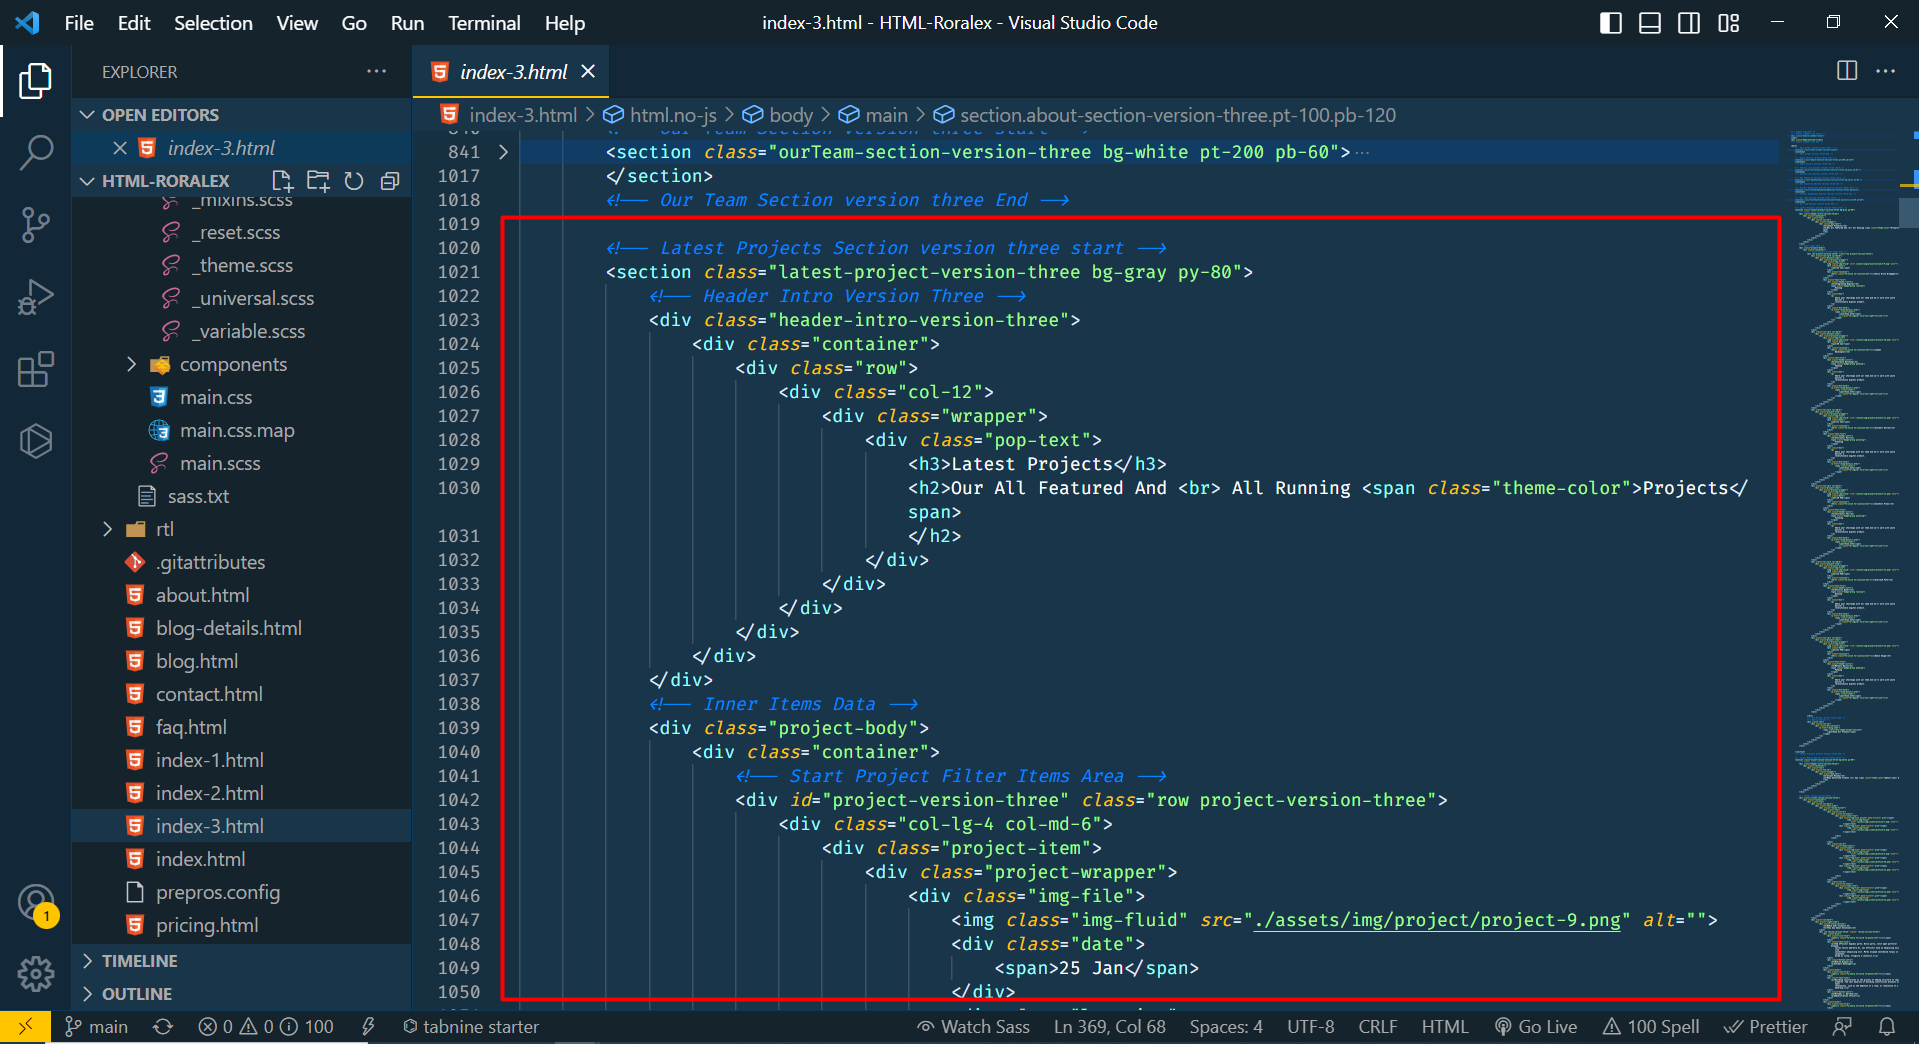 File Edit Selection View Go Run Terminal Help
index-3.html - HTML-Roralex - Visual Studio Code
EXPLORER
OPEN EDITORS
index-3.html
HTML-RORALEX
_mixins.scss
_reset.scss
_theme.scss
_universal.scss
_variable.scss
components
main.css
main.css.map
main.scss
sass.txt
rtl
.gitattributes
about.html
blog-details.html
blog.html
contact.html
faq.html
index-1.html
index-2.html
index-3.html
index.html
prepros.config
pricing.html
TIMELINE
OUTLINE
1
index-3.html
index-3.html > html.no-js > body > main > section.about-section-version-three.pt-100.pb-120
840 <!-- Our Team Section version three Start -->
841 <section class="ourTeam-section-version-three bg-white pt-200 pb-60">…
1017 </section>
1018 <!-- Our Team Section version three End -->
1019
1020 <!-- Latest Projects Section version three start -->
1021 <section class="latest-project-version-three bg-gray py-80">
1022 <!-- Header Intro Version Three -->
1023 <div class="header-intro-version-three">
1024 <div class="container">
1025 <div class="row">
1026 <div class="col-12">
1027 <div class="wrapper">
1028 <div class="pop-text">
1029 <h3>Latest Projects</h3>
1030 <h2>Our All Featured And <br> All Running <span class="theme-color">Projects</
span>
1031 </h2>
1032 </div>
1033 </div>
1034 </div>
1035 </div>
1036 </div>
1037 </div>
1038 <!-- Inner Items Data -->
1039 <div class="project-body">
1040 <div class="container">
1041 <!-- Start Project Filter Items Area -->
1042 <div id="project-version-three" class="row project-version-three">
1043 <div class="col-lg-4 col-md-6">
1044 <div class="project-item">
1045 <div class="project-wrapper">
1046 <div class="img-file">
1047 <img class="img-fluid" src="./assets/img/project/project-9.png" alt="">
1048 <div class="date">
1049 <span>25 Jan</span>
1050 </div>
main 0 0 100 tabnine starter
Watch Sass Ln 369, Col 68 Spaces: 4 UTF-8 CRLF HTML Go Live 100 Spell Prettier